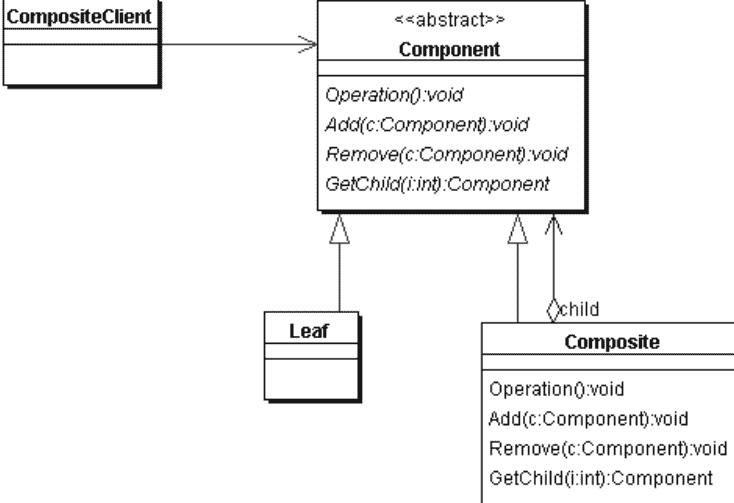 CompositeClient
<<abstract>>
Component
Operation():void
Add(c:Component):void
Remove(c:Component):void
GetChild(i:int):Component
Leaf
child
Composite
Operation():void
Add(c:Component):void
Remove(c:Component):void
GetChild(i:int):Component